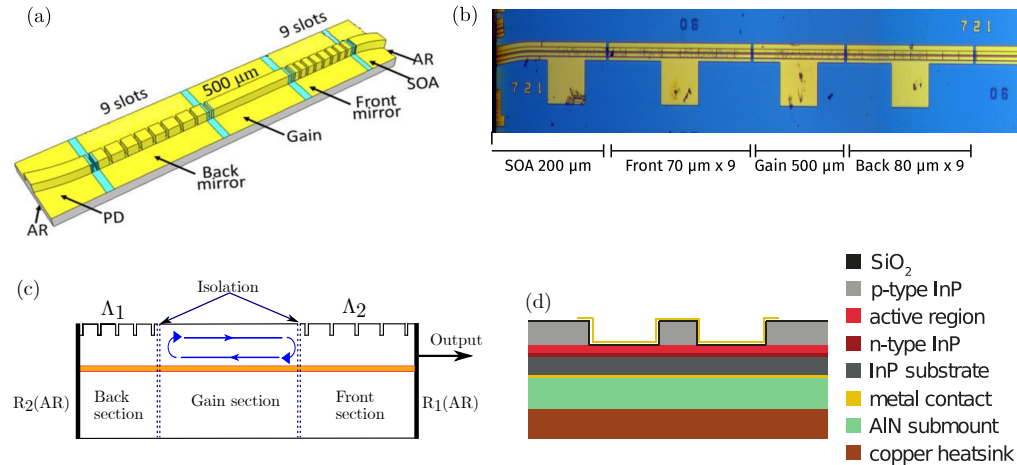 (a)
9 slots
9 slots
500 μm
AR
SOA
Front
mirror
Gain
Back
mirror
PD
AR
(b)
06
721
721
06
SOA 200 μm
Front 70 μm x 9
Gain 500 μm
Back 80 μm x 9
(c)
Isolation
Λ1
Λ2
Output
R2(AR)
Back
section
Gain section
Front
section
R1(AR)
(d)
SiO2
p-type InP
active region
n-type InP
InP substrate
metal contact
AlN submount
copper heatsink